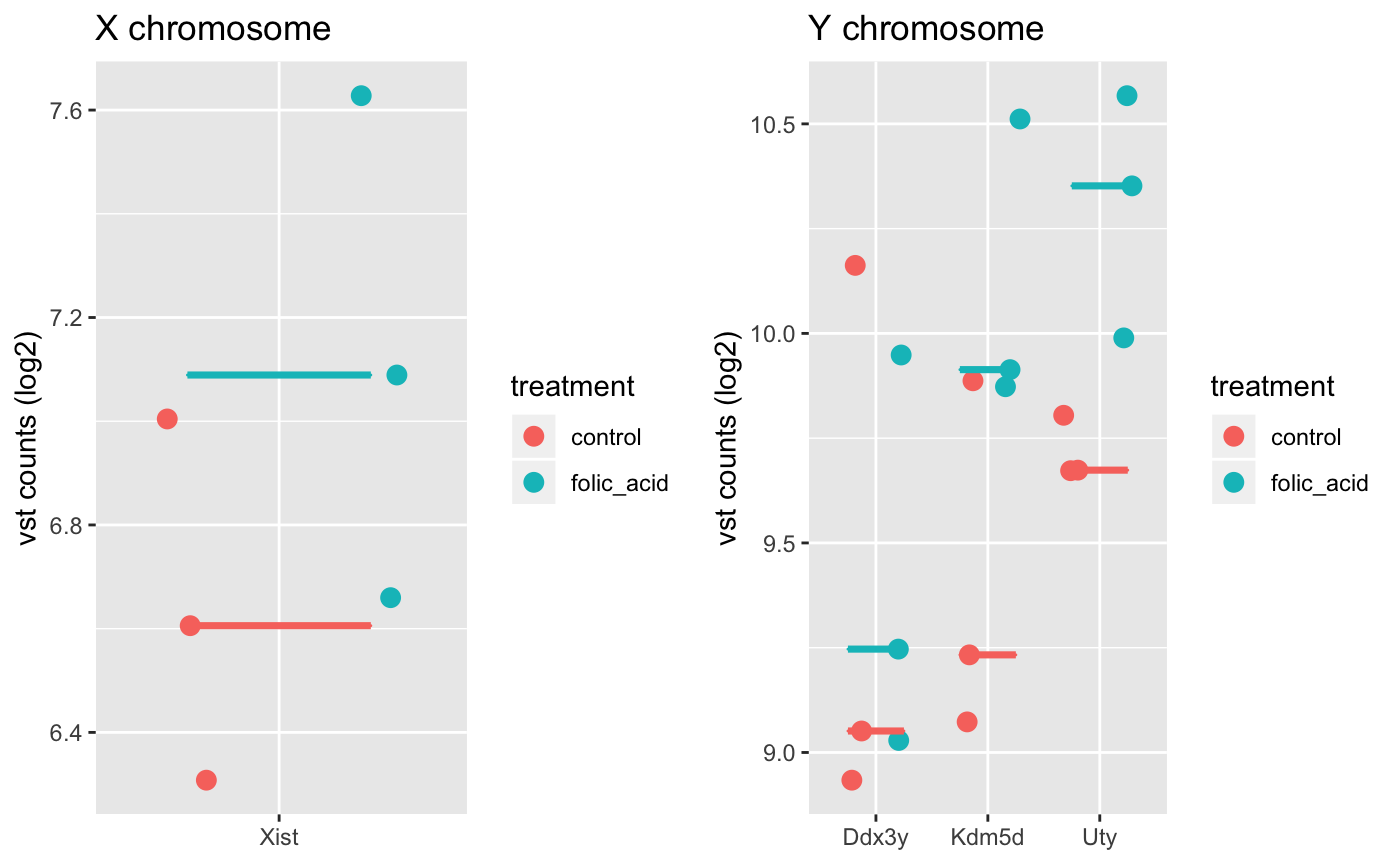 X chromosome
vst counts (log2)
7.6
7.2
6.8
6.4
Xist
treatment
control
folic_acid
Y chromosome
vst counts (log2)
10.5
10.0
9.5
9.0
Ddx3y Kdm5d Uty
treatment
control
folic_acid